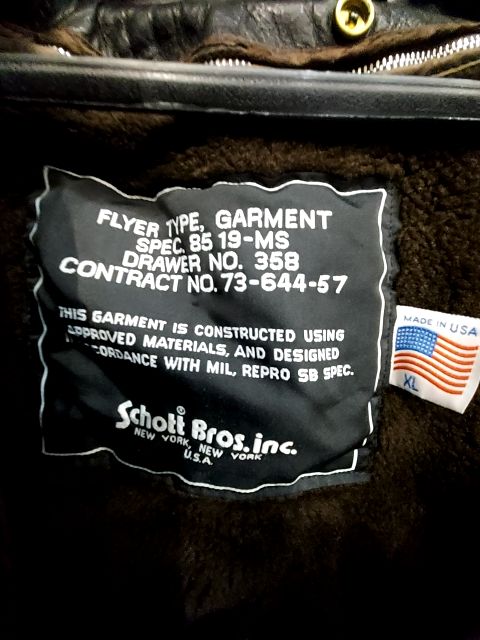 FLYER TYPE, GARMENT
SPEC. 85 19-MS
DRAWER NO. 358
CONTRACT NO. 73-644-57
THIS GARMENT IS CONSTRUCTED USING
APPROVED MATERIALS, AND DESIGNED
ACCORDANCE WITH MIL, REPRO SB SPEC.
Schott® Bros. inc.
NEW YORK, NEW YORK
U.S.A.
MADE IN USA
XL